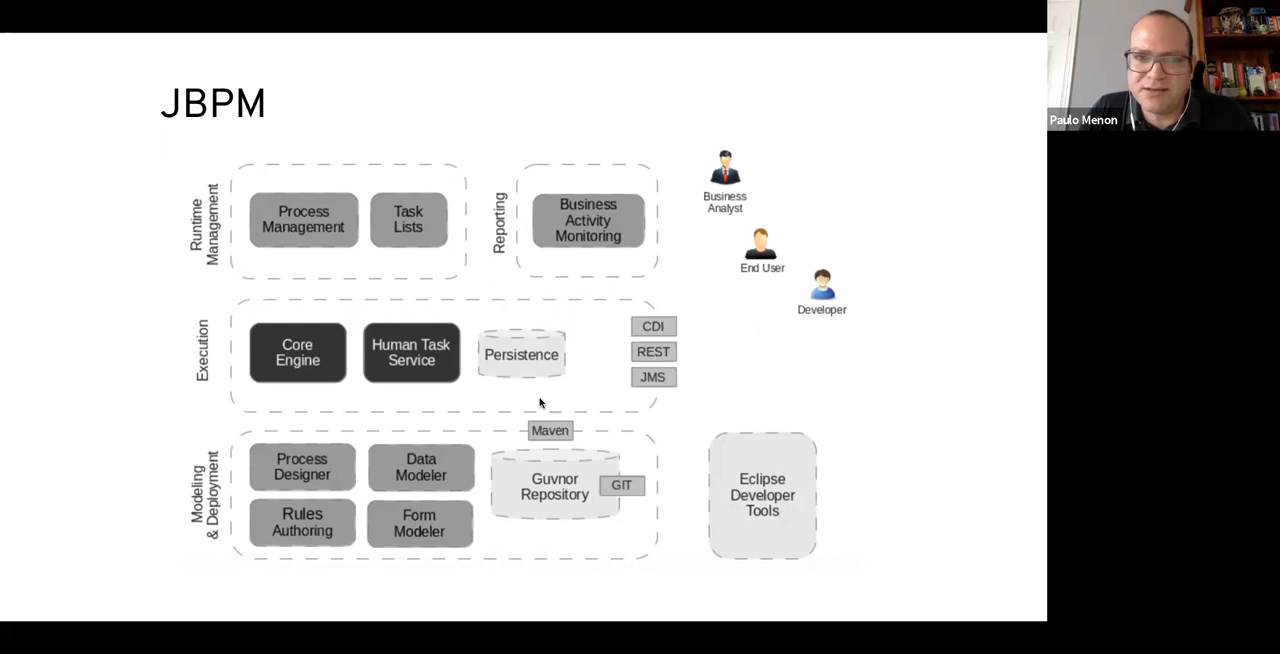 JBPM
Paulo Menon
Runtime
Management
Process
Management
Task
Lists
Reporting
Business
Activity
Monitoring
Business
Analyst
End User
Developer
Execution
Core
Engine
Human Task
Service
Persistence
CDI
REST
JMS
Modeling
& Deployment
Process
Designer
Data
Modeler
Rules
Authoring
Form
Modeler
Maven
Guvnor
Repository
GIT
Eclipse
Developer
Tools